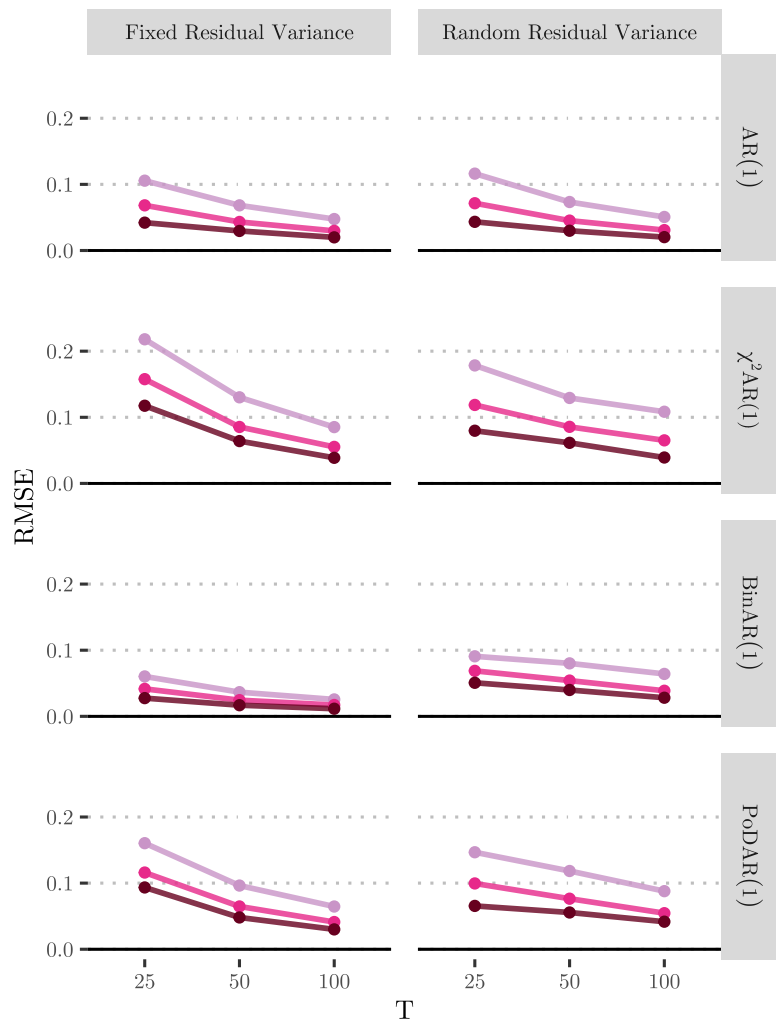 Fixed Residual Variance
Random Residual Variance
0.2
0.1
0.0
AR(1)
0.2
0.1
0.0
χ²AR(1)
RMSE
0.2
0.1
0.0
BinAR(1)
0.2
0.1
0.0
PoDAR(1)
25
50
100
25
50
100
T